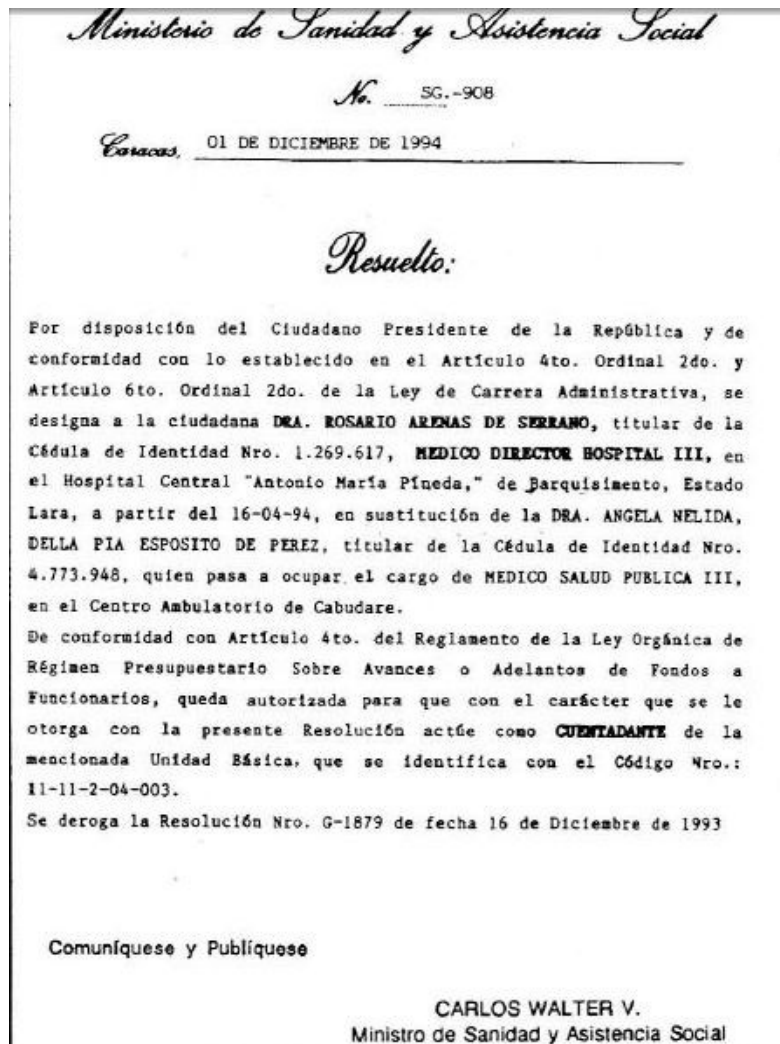 Ministerio de Sanidad y Asistencia Social
No. SG.-908
Caracas, 01 DE DICIEMBRE DE 1994
Resuelto:
Por disposición del Ciudadano Presidente de la República y de
conformidad con lo establecido en el Artículo 4to. Ordinal 2do. y
Artículo 6to. Ordinal 2do. de la Ley de Carrera Administrativa, se
designa a la ciudadana DRA. ROSARIO ARENAS DE SERRANO, titular de la
Cédula de Identidad Nro. 1.269.617, MEDICO DIRECTOR HOSPITAL III, en
el Hospital Central "Antonio María Pineda," de Barquisimento, Estado
Lara, a partir del 16-04-94, en sustitución de la DRA. ANGELA NELIDA,
DELLA PIA ESPOSITO DE PEREZ, titular de la Cédula de Identidad Nro.
4.773.948, quien pasa a ocupar el cargo de MEDICO SALUD PUBLICA III,
en el Centro Ambulatorio de Cabudare.
De conformidad con Artículo 4to. del Reglamento de la Ley Orgánica de
Régimen Presupuestario Sobre Avances o Adelantos de Fondos a
Funcionarios, queda autorizada para que con el carácter que se le
otorga con la presente Resolución actúe como CUENTADANTE de la
mencionada Unidad Básica, que se identifica con el Código Nro.:
11-11-2-04-003.
Se deroga la Resolución Nro. G-1879 de fecha 16 de Diciembre de 1993
Comuníquese y Publíquese
CARLOS WALTER V.
Ministro de Sanidad y Asistencia Social